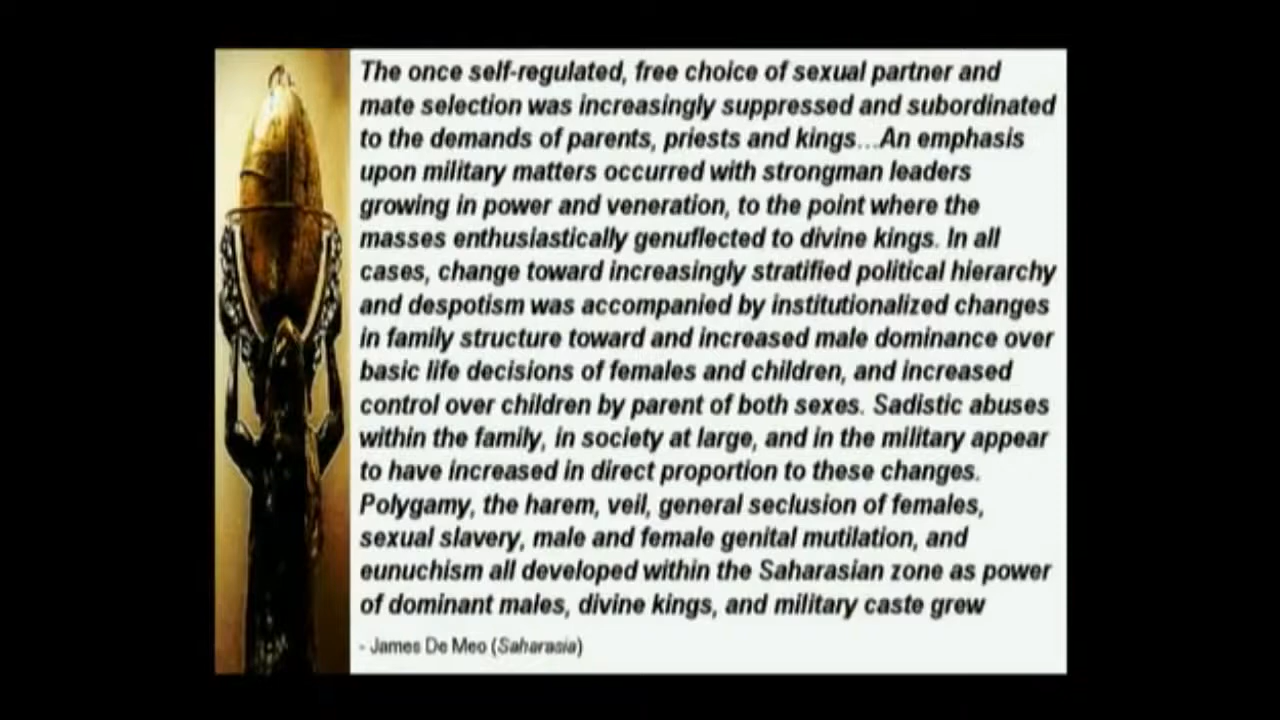 The once self-regulated, free choice of sexual partner and
mate selection was increasingly suppressed and subordinated
to the demands of parents, priests and kings...An emphasis
upon military matters occurred with strongman leaders
growing in power and veneration, to the point where the
masses enthusiastically genuflected to divine kings. In all
cases, change toward increasingly stratified political hierarchy
and despotism was accompanied by institutionalized changes
in family structure toward and increased male dominance over
basic life decisions of females and children, and increased
control over children by parent of both sexes. Sadistic abuses
within the family, in society at large, and in the military appear
to have increased in direct proportion to these changes.
Polygamy, the harem, veil, general seclusion of females,
sexual slavery, male and female genital mutilation, and
eunuchism all developed within the Saharasian zone as power
of dominant males, divine kings, and military caste grew
- James De Meo (Saharasia)